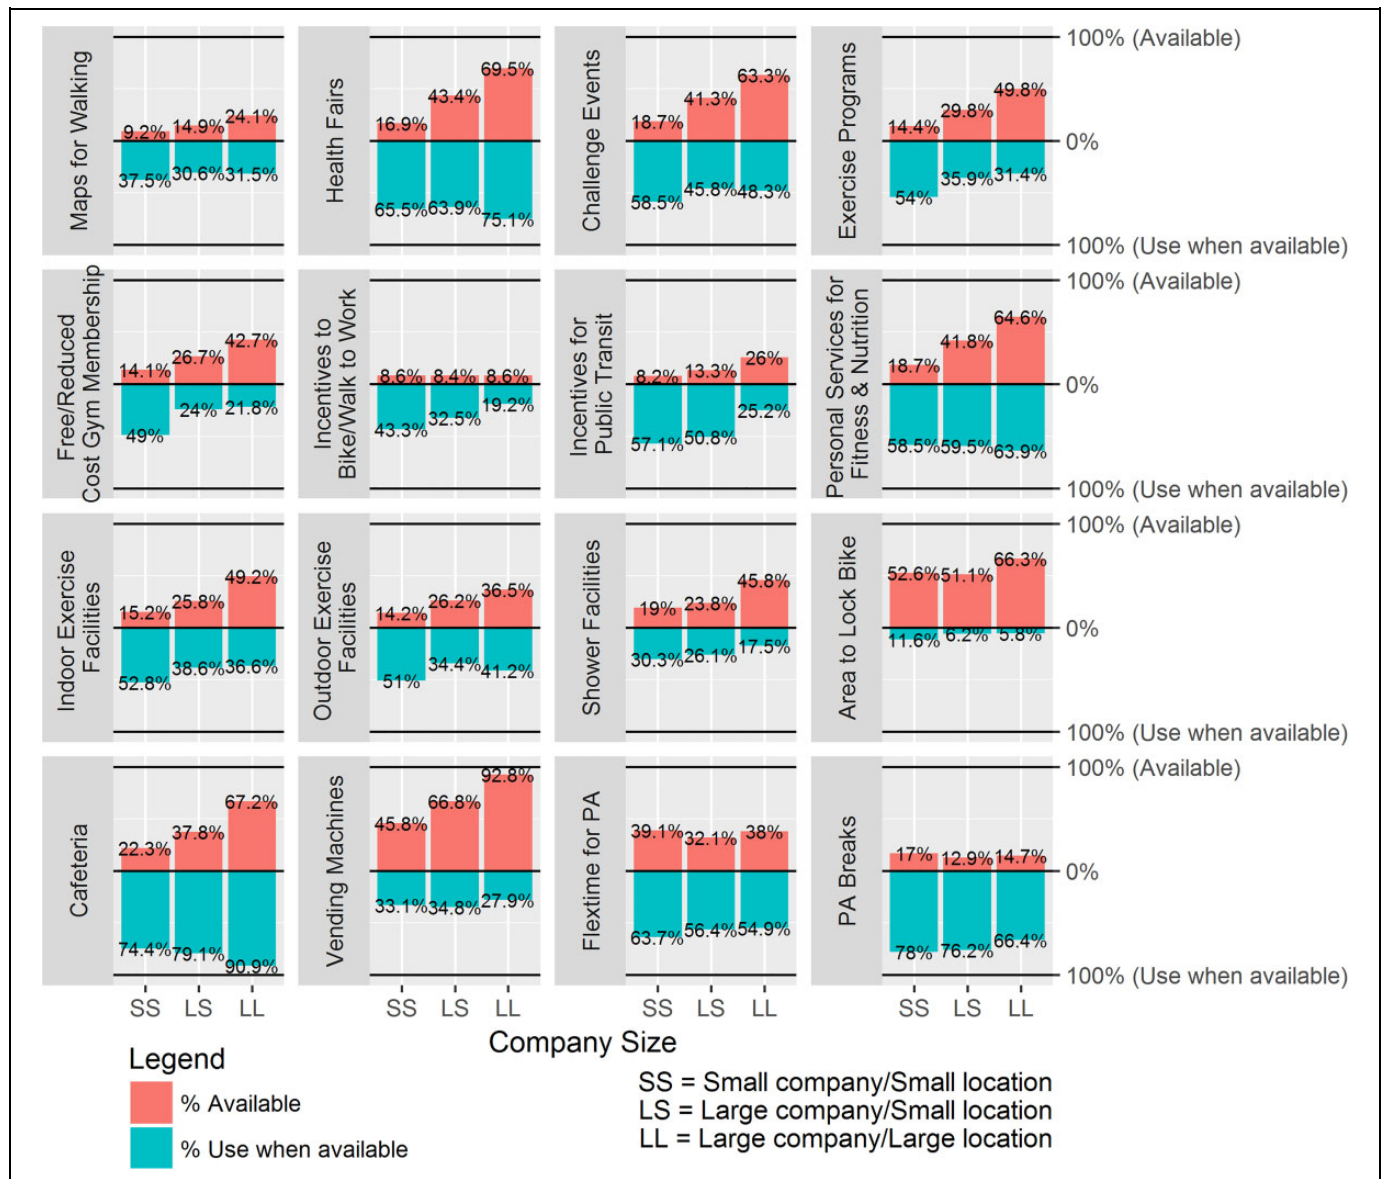 Maps for Walking
9.2% 14.9% 24.1%
37.5% 30.6% 31.5%
Health Fairs
16.9% 43.4% 69.5%
65.5% 63.9% 75.1%
Challenge Events
18.7% 41.3% 63.3%
58.5% 45.8% 48.3%
Exercise Programs
14.4% 29.8% 49.8%
54% 35.9% 31.4%
100% (Available)
0%
100% (Use when available)
Free/Reduced
Cost Gym Membership
14.1% 26.7% 42.7%
49% 24% 21.8%
Incentives to
Bike/Walk to Work
8.6% 8.4% 8.6%
43.3% 32.5% 19.2%
Incentives for
Public Transit
8.2% 13.3% 26%
57.1% 50.8% 25.2%
Personal Services for
Fitness & Nutrition
18.7% 41.8% 64.6%
58.5% 59.5% 63.9%
100% (Available)
0%
100% (Use when available)
Indoor Exercise
Facilities
15.2% 25.8% 49.2%
52.8% 38.6% 36.6%
Outdoor Exercise
Facilities
14.2% 26.2% 36.5%
51% 34.4% 41.2%
Shower Facilities
19% 23.8% 45.8%
30.3% 26.1% 17.5%
Area to Lock Bike
52.6% 51.1% 66.3%
11.6% 6.2% 5.8%
100% (Available)
0%
100% (Use when available)
Cafeteria
22.3% 37.8% 67.2%
74.4% 79.1% 90.9%
Vending Machines
45.8% 66.8% 92.8%
33.1% 34.8% 27.9%
Flextime for PA
39.1% 32.1% 38%
63.7% 56.4% 54.9%
PA Breaks
17% 12.9% 14.7%
78% 76.2% 66.4%
100% (Available)
0%
100% (Use when available)
SS LS LL
SS LS LL
SS LS LL
SS LS LL
Company Size
Legend
% Available
% Use when available
SS = Small company/Small location
LS = Large company/Small location
LL = Large company/Large location